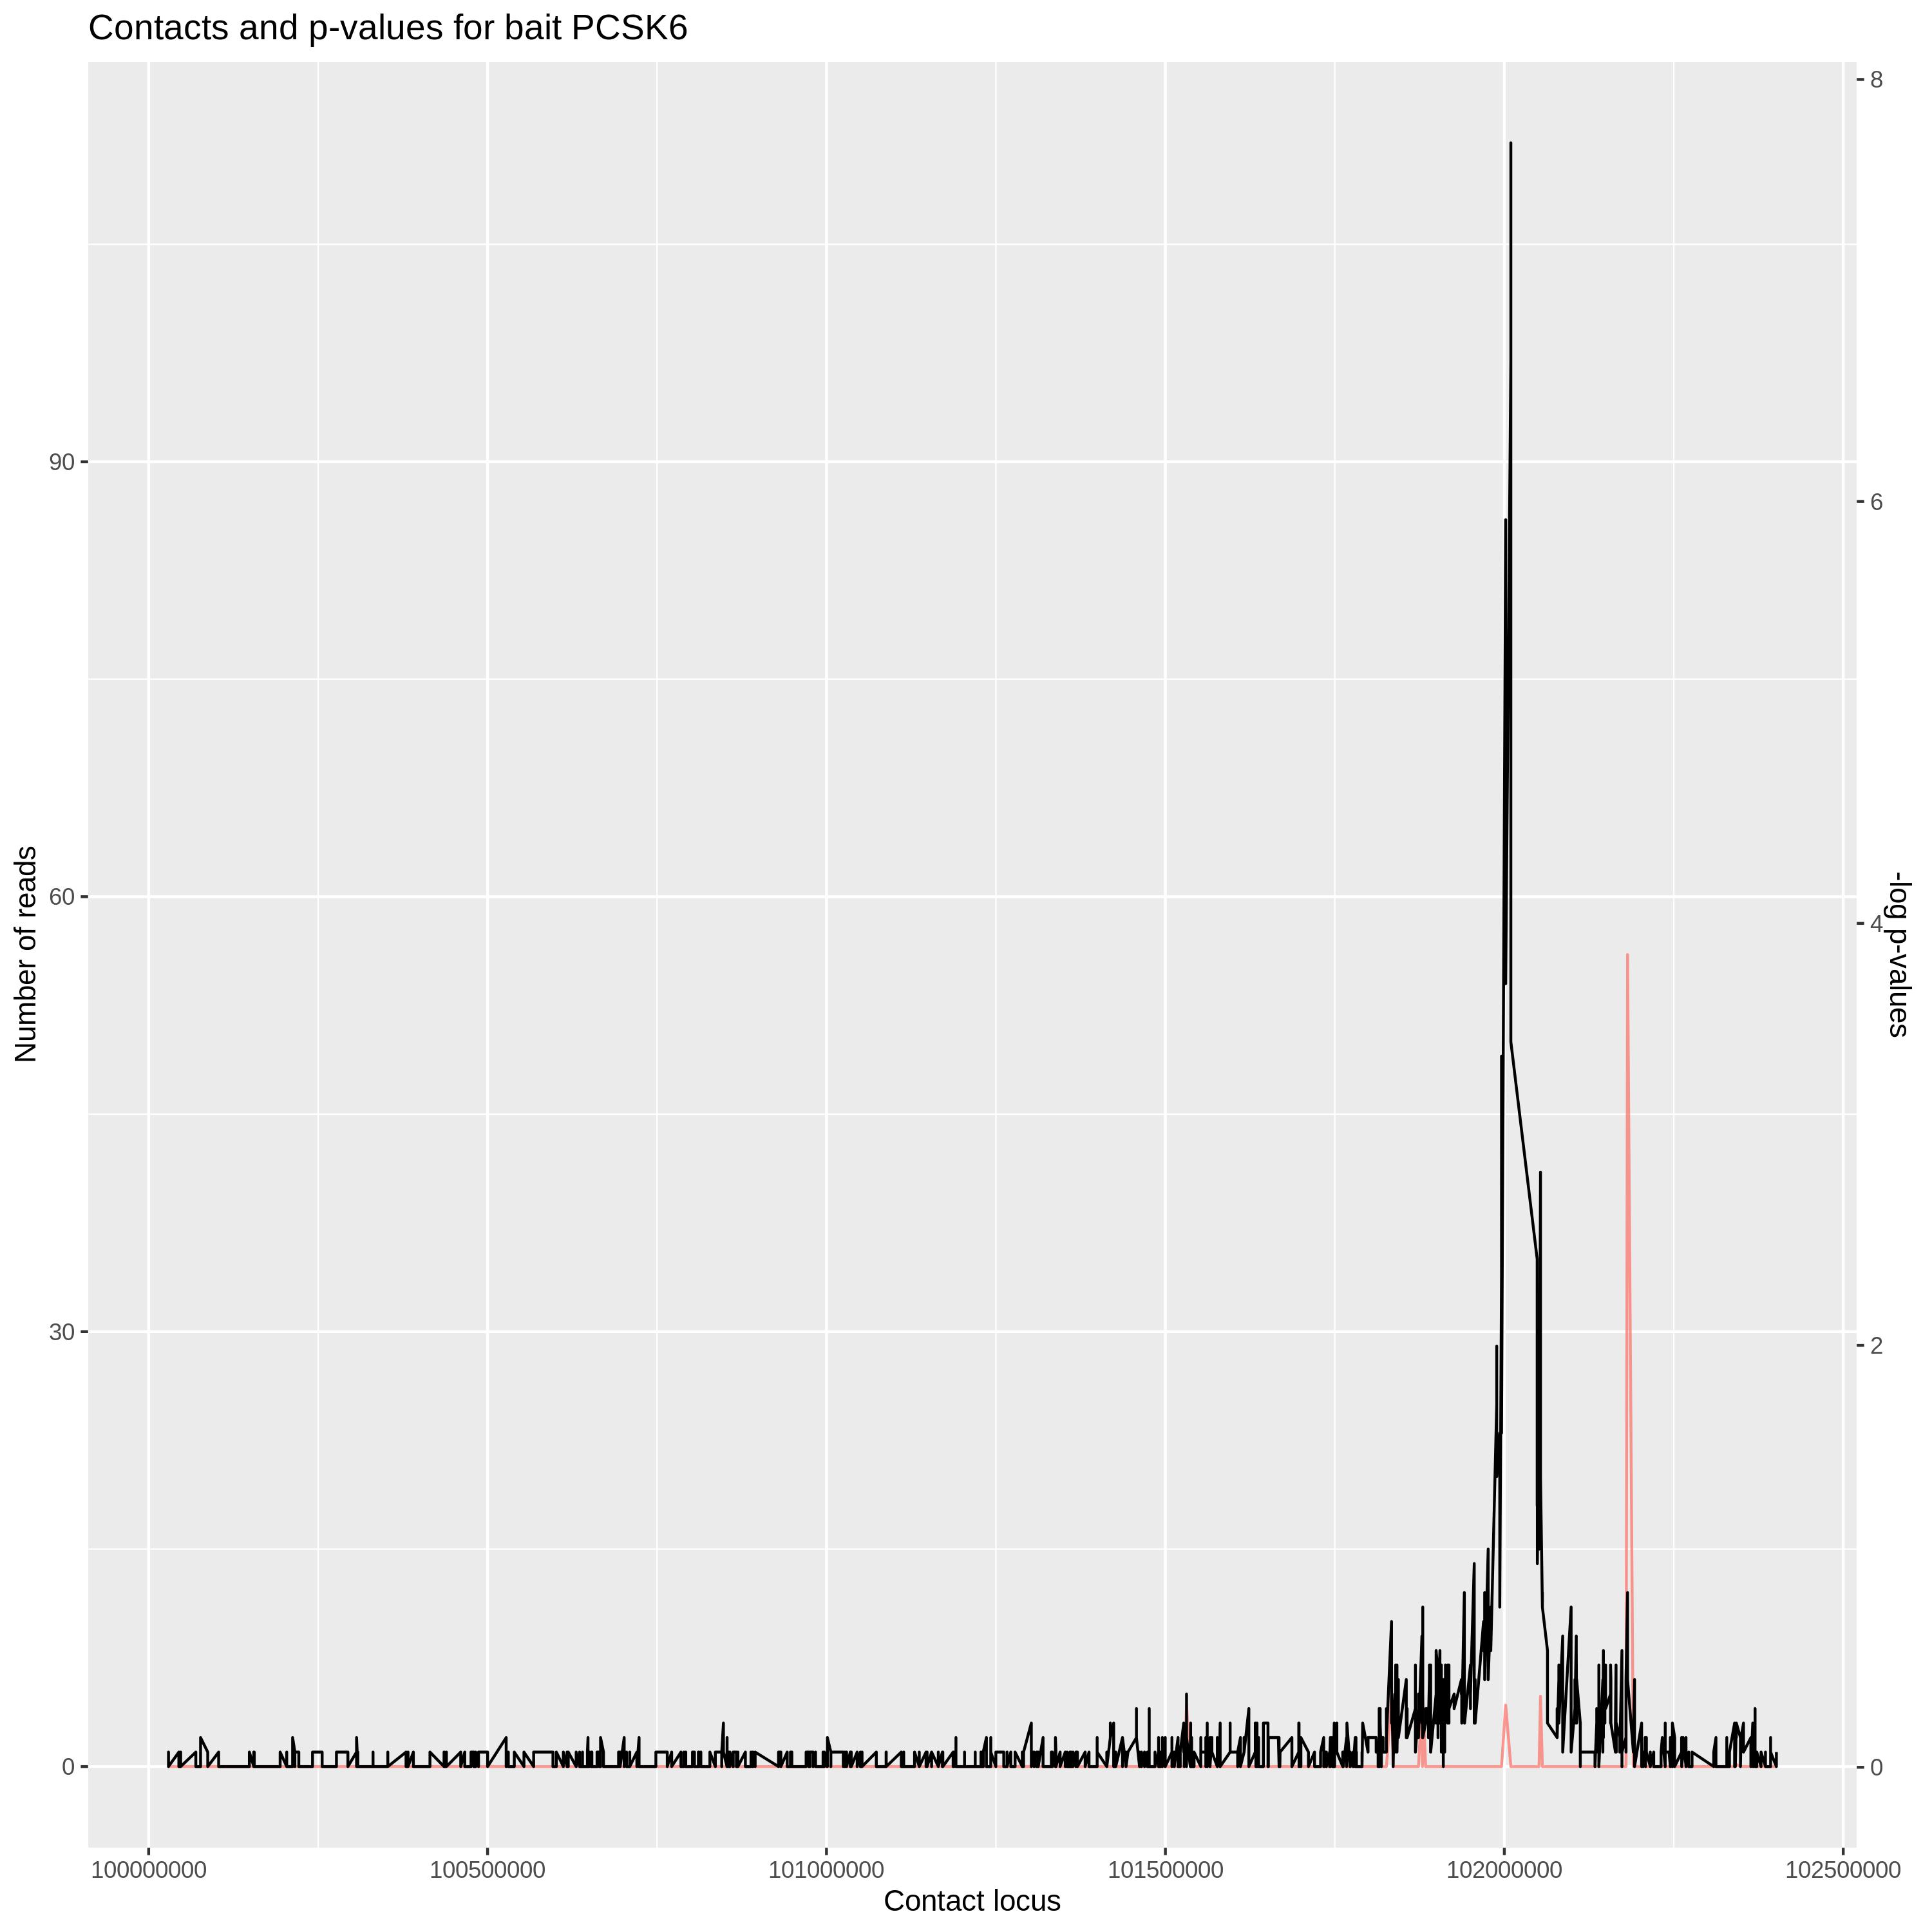 Contacts and p-values for bait PCSK6
Number of reads
90
60
30
0
8
6
4
2
0
-log p-values
100000000 100500000 101000000 101500000 102000000 102500000
Contact locus